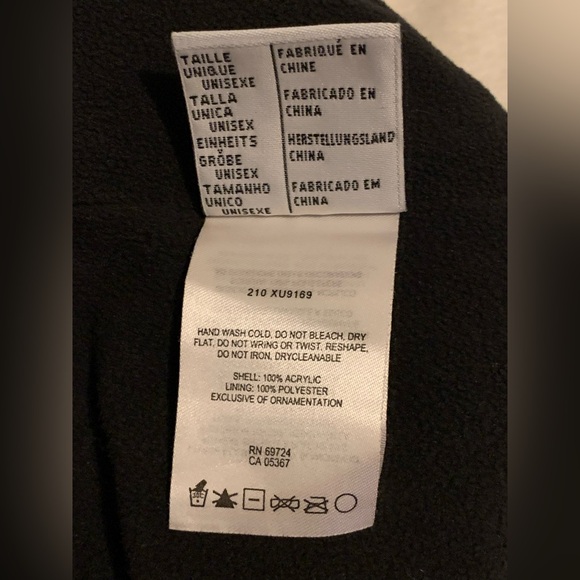 TAILLE
UNIQUE
UNISEXE
TALLA
UNICA
UNISEX
EINHEITS
GRÖBE
UNISEX
TAMANHO
UNICO
UNISEXE
FABRIQUÉ EN
CHINE
FABRICADO EN
CHINA
HERSTELLUNGSLAND
CHINA
FABRICADO EM
CHINA
210 XU9169
HAND WASH COLD, DO NOT BLEACH, DRY
FLAT, DO NOT WRING OR TWIST, RESHAPE,
DO NOT IRON, DRYCLEANABLE
SHELL: 100% ACRYLIC
LINING: 100% POLYESTER
EXCLUSIVE OF ORNAMENTATION
RN 69724
CA 05367